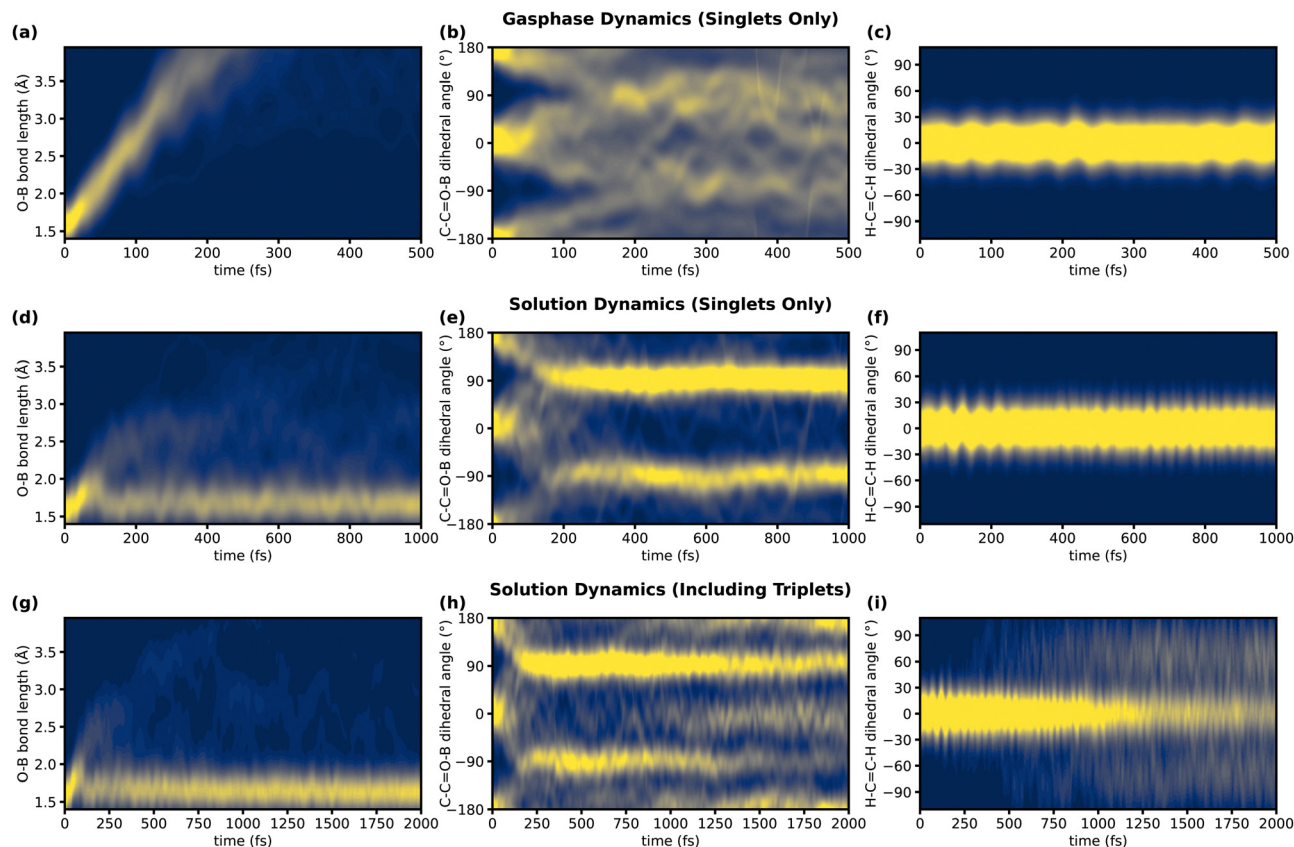 Gasphase Dynamics (Singlets Only)
(a)
O-B bond length (Å)
3.5
3.0
2.5
2.0
1.5
0 100 200 300 400 500
time (fs)
(b)
C-C=O-B dihedral angle (°)
180
90
0
−90
−180
0 100 200 300 400 500
time (fs)
(c)
H-C=C-H dihedral angle (°)
90
60
30
0
−30
−60
−90
0 100 200 300 400 500
time (fs)
Solution Dynamics (Singlets Only)
(d)
O-B bond length (Å)
3.5
3.0
2.5
2.0
1.5
0 200 400 600 800 1000
time (fs)
(e)
C-C=O-B dihedral angle (°)
180
90
0
−90
−180
0 200 400 600 800 1000
time (fs)
(f)
H-C=C-H dihedral angle (°)
90
60
30
0
−30
−60
−90
0 200 400 600 800 1000
time (fs)
Solution Dynamics (Including Triplets)
(g)
O-B bond length (Å)
3.5
3.0
2.5
2.0
1.5
0 250 500 750 1000 1250 1500 1750 2000
time (fs)
(h)
C-C=O-B dihedral angle (°)
180
90
0
−90
−180
0 250 500 750 1000 1250 1500 1750 2000
time (fs)
(i)
H-C=C-H dihedral angle (°)
90
60
30
0
−30
−60
−90
0 250 500 750 1000 1250 1500 1750 2000
time (fs)